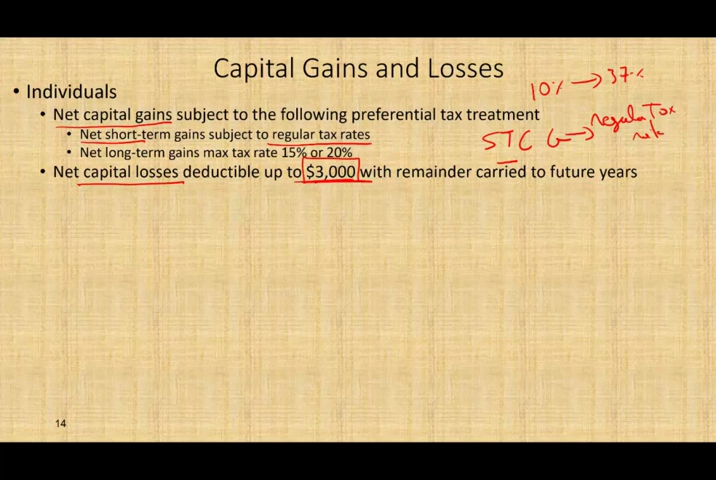 Capital Gains and Losses
10% → 37%
• Individuals
• Net capital gains subject to the following preferential tax treatment
• Net short-term gains subject to regular tax rates
STC G → regular Tax rate
• Net long-term gains max tax rate 15% or 20%
• Net capital losses deductible up to $3,000 with remainder carried to future years
14